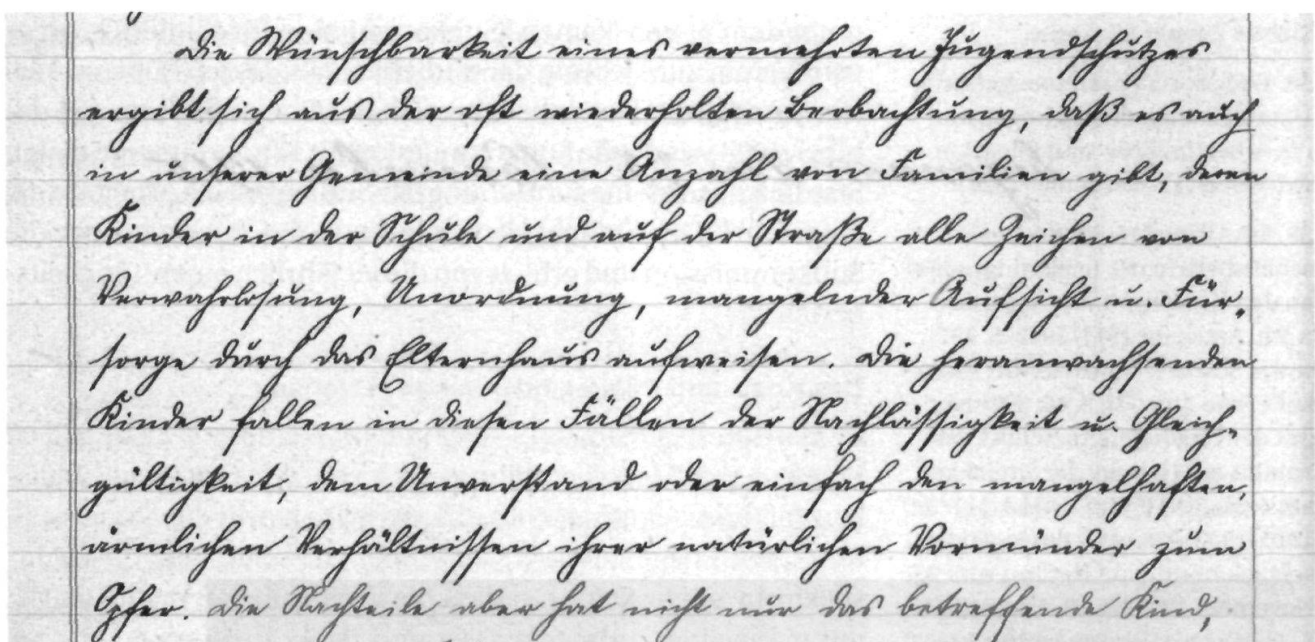 Die Wünschbarkeit eines vermehrten Jugendschutzes
ergibt sich aus der oft wiederholten Beobachtung, daß es auch
in unserer Gemeinde eine Anzahl von Familien gibt, deren
Kinder in der Schule und auf der Straße alle Zeichen von
Verwahrlosung, Unordnung, mangelnder Aufsicht u. Für-
sorge durch das Elternhaus aufweisen. Die heranwachsenden
Kinder fallen in diesen Fällen der Nachlässigkeit u. Gleich-
gültigkeit, dem Unverstand oder einfach den mangelhaften,
ärmlichen Verhältnissen ihrer natürlichen Vormünder zum
Opfer. Die Nachteile aber hat nicht nur das betreffende Kind,